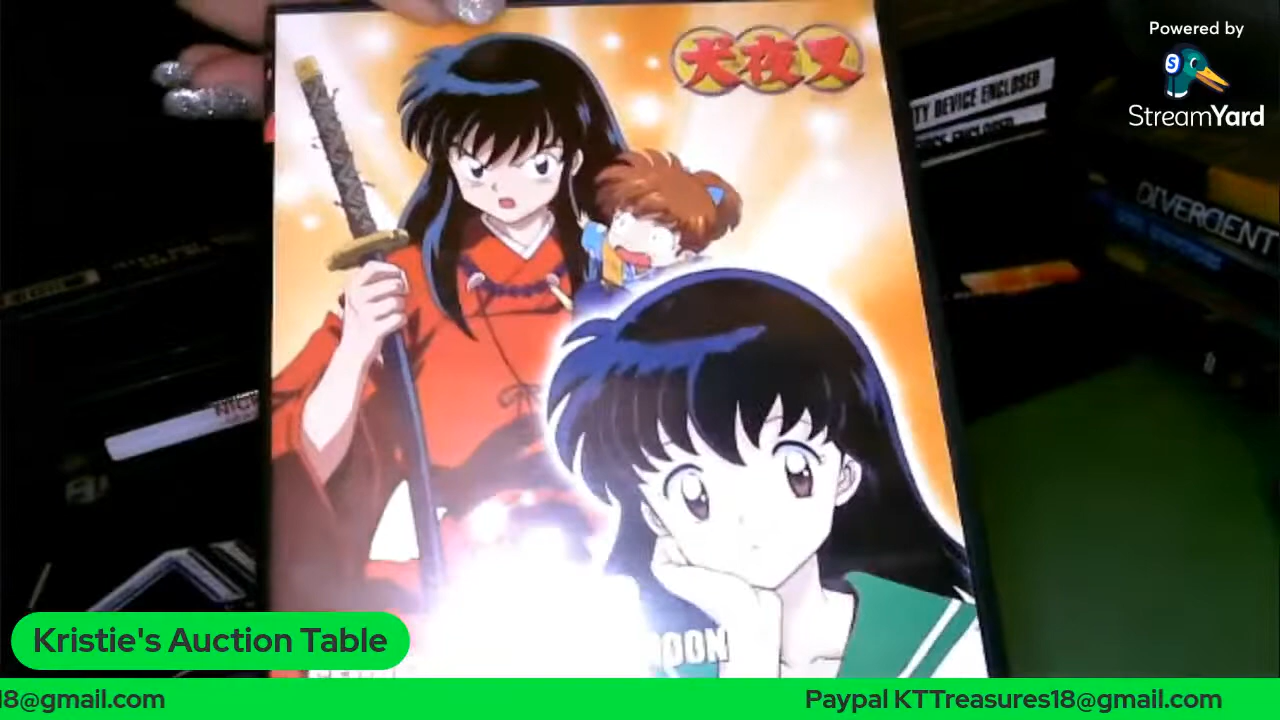 Powered by
StreamYard
犬夜叉
TY DEVICE ENCLOSED
DIVERGENT
OON
Kristie's Auction Table
18@gmail.com
Paypal KTTreasures18@gmail.com